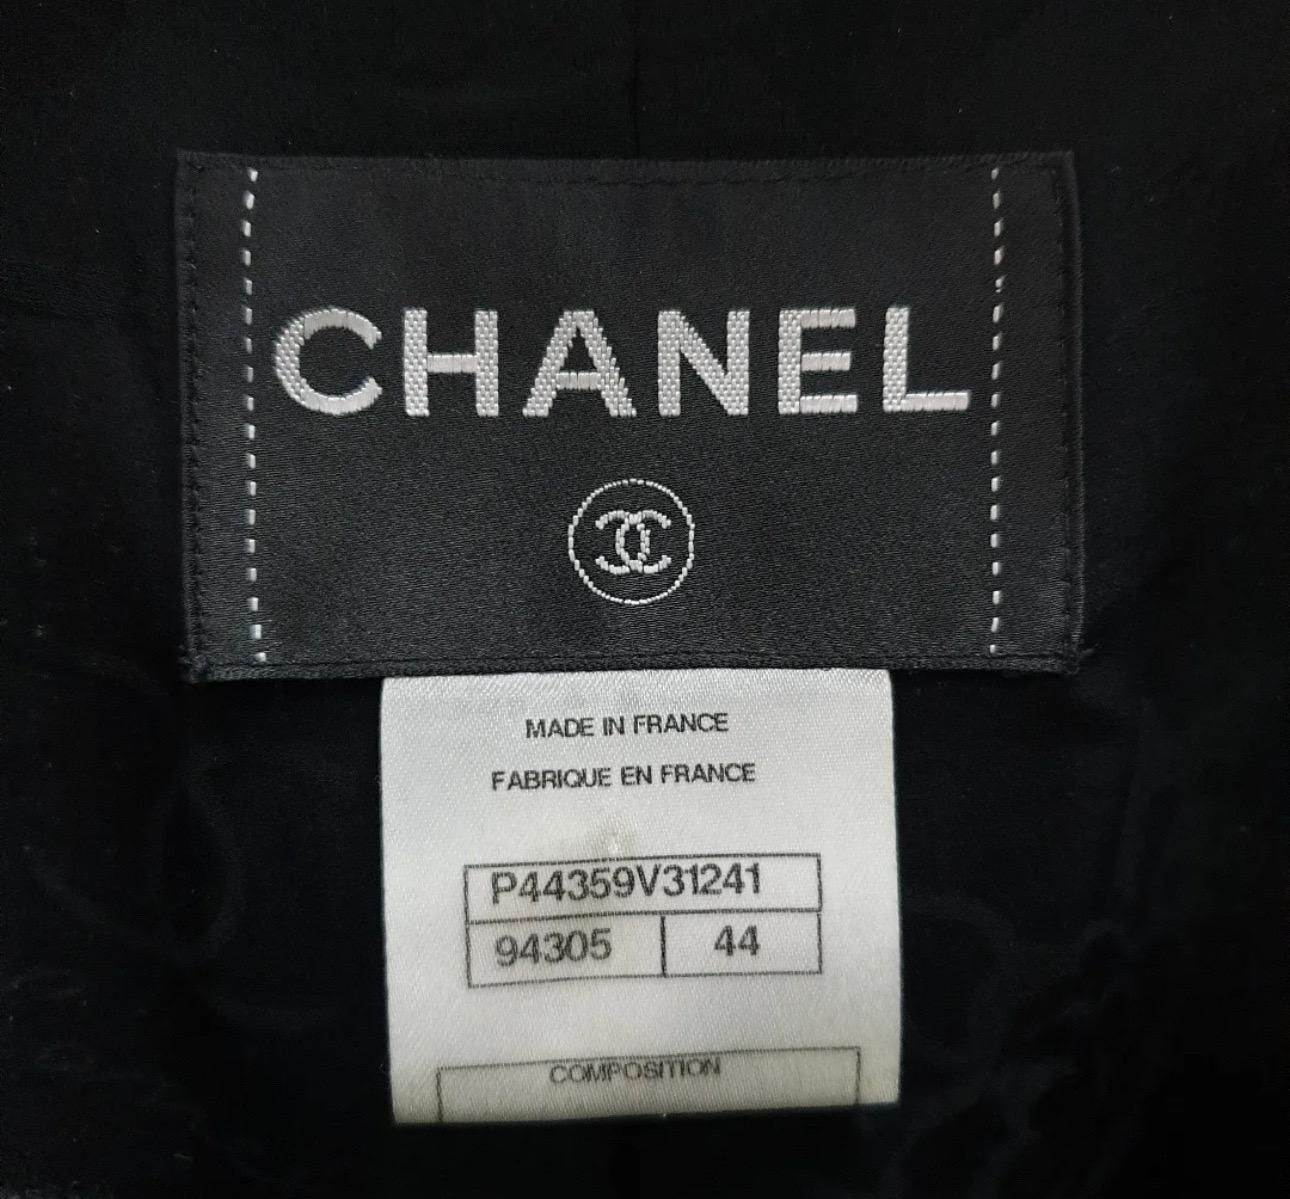 CHANEL
MADE IN FRANCE
FABRIQUE EN FRANCE
P44359V31241
94305 44
COMPOSITION